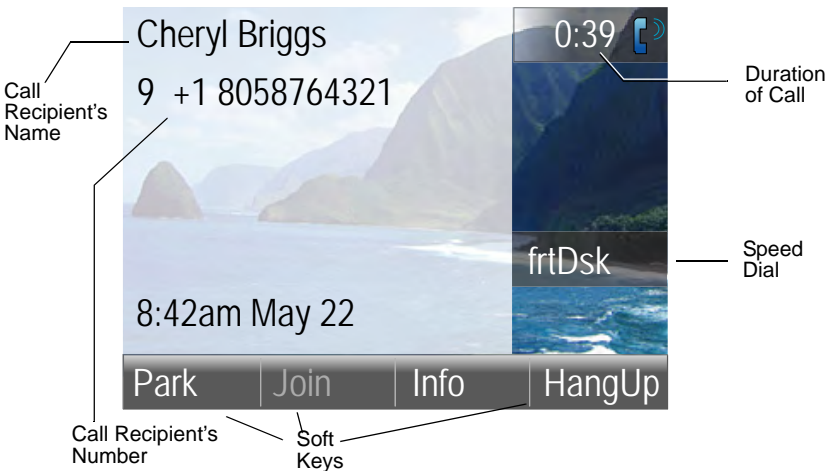 Cheryl Briggs
0:39
9 +1 8058764321
Call
Recipient's
Name
Duration
of Call
frtDsk
Speed
Dial
8:42am May 22
Park
Join
Info
HangUp
Call Recipient's
Number
Soft
Keys